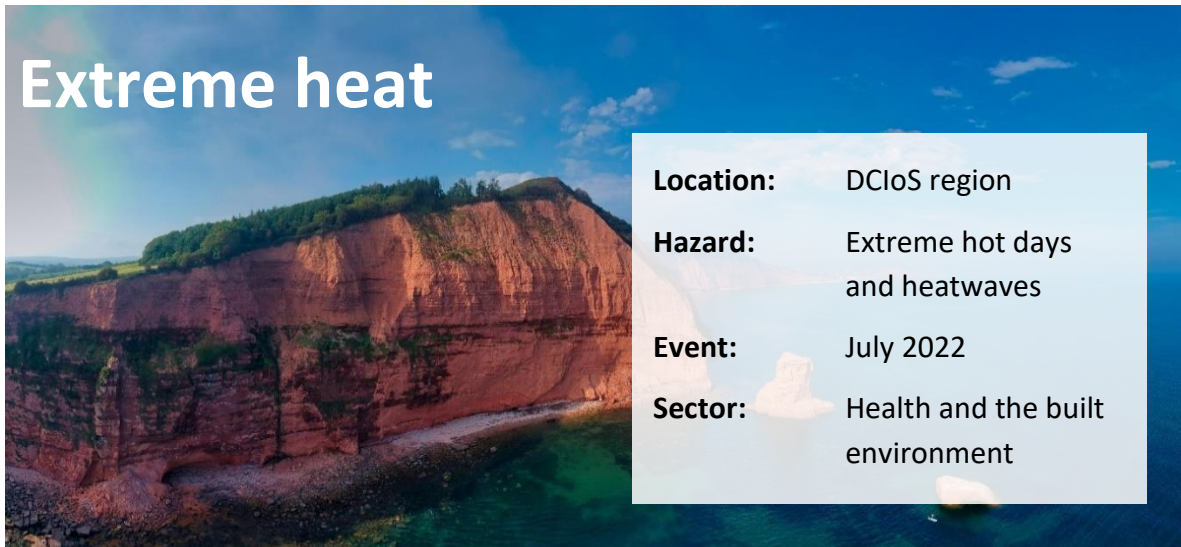 Extreme heat
Location: DCIoS region
Hazard: Extreme hot days
and heatwaves
Event: July 2022
Sector: Health and the built
environment